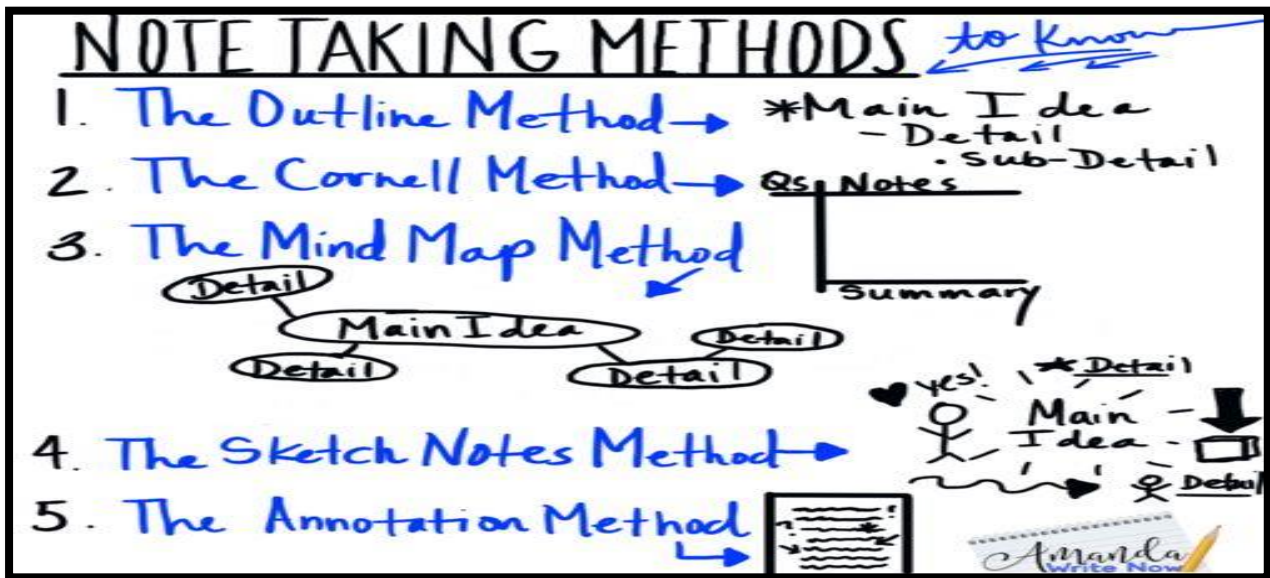 NOTE TAKING METHODS to Know
1. The Outline Method
*Main Idea
- Detail
• Sub-Detail
2. The Cornell Method
Qs Notes
Summary
3. The Mind Map Method
Detail
Main Idea
Detail
Detail
Detail
4. The Sketch Notes Method
yes!
* Detail
Main
Idea
Detail
5. The Annotation Method
Amanda
Write Now